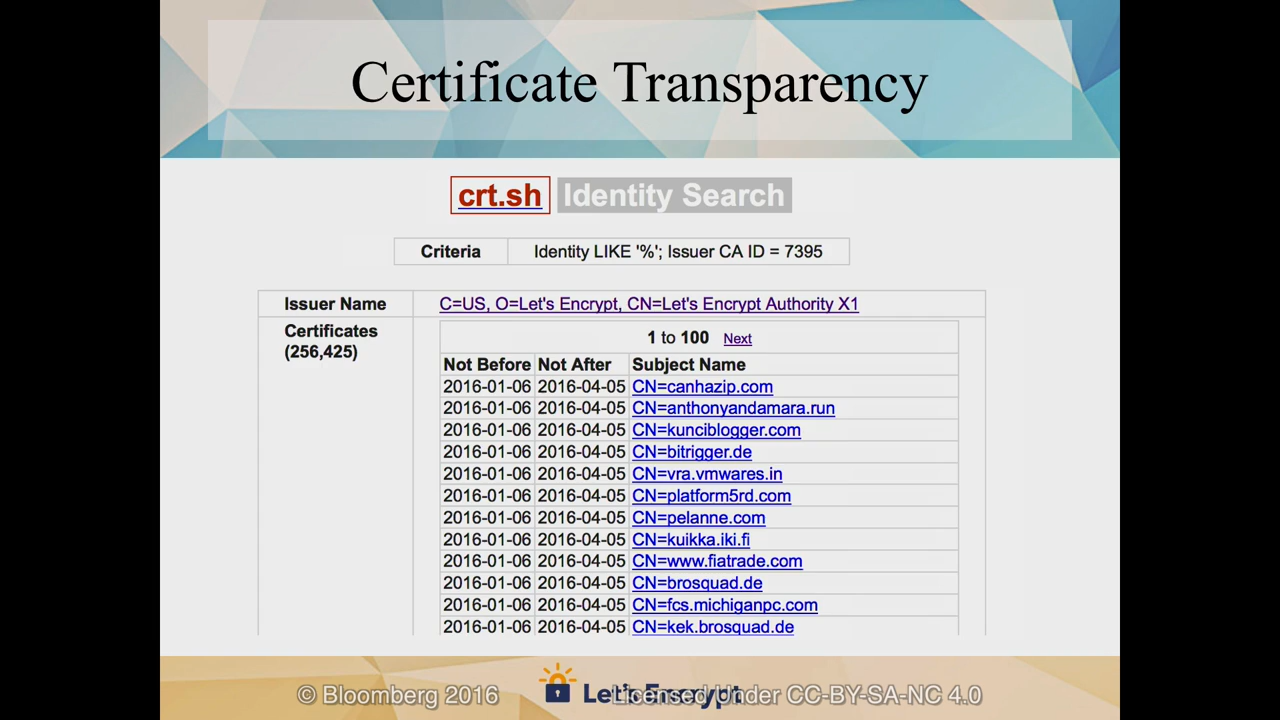 Certificate Transparency
crt.sh Identity Search
Criteria Identity LIKE '%'; Issuer CA ID = 7395
Issuer Name C=US, O=Let's Encrypt, CN=Let's Encrypt Authority X1
Certificates
(256,425)
1 to 100 Next
Not Before Not After Subject Name
2016-01-06 2016-04-05 CN=canhazip.com
2016-01-06 2016-04-05 CN=anthonyandamara.run
2016-01-06 2016-04-05 CN=kunciblogger.com
2016-01-06 2016-04-05 CN=bitrigger.de
2016-01-06 2016-04-05 CN=vra.vmwares.in
2016-01-06 2016-04-05 CN=platform5rd.com
2016-01-06 2016-04-05 CN=pelanne.com
2016-01-06 2016-04-05 CN=kuikka.iki.fi
2016-01-06 2016-04-05 CN=www.fiatrade.com
2016-01-06 2016-04-05 CN=brosquad.de
2016-01-06 2016-04-05 CN=fcs.michiganpc.com
2016-01-06 2016-04-05 CN=kek.brosquad.de
Let's Encrypt
© Bloomberg 2016 Licensed Under CC-BY-SA-NC 4.0